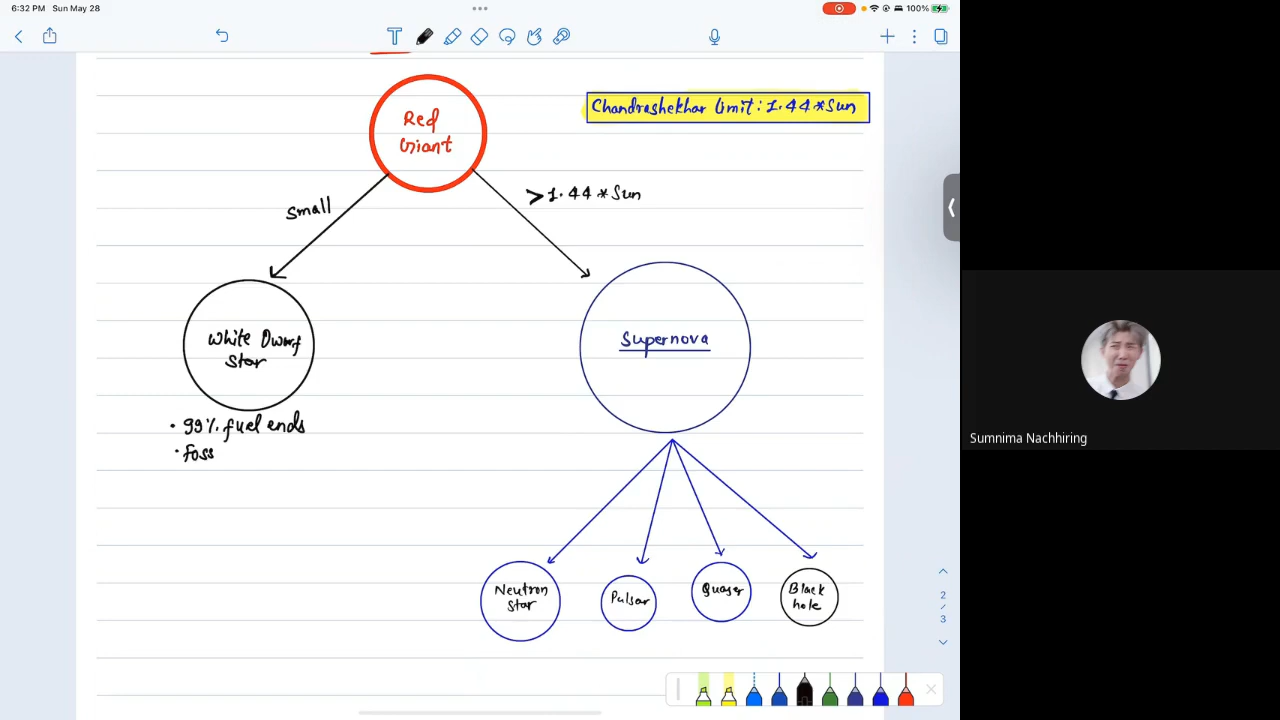 6:32 PM Sun May 28
100%
T
Red
Giant
Chandrashekhar Limit: 1.44*Sun
small
>1.44*Sun
White Dwarf
Star
Supernova
• 99% fuel ends
• foss
Neutron
Star
Pulsar
Quaser
Black
hole
2
/
3
Sumnima Nachhiring